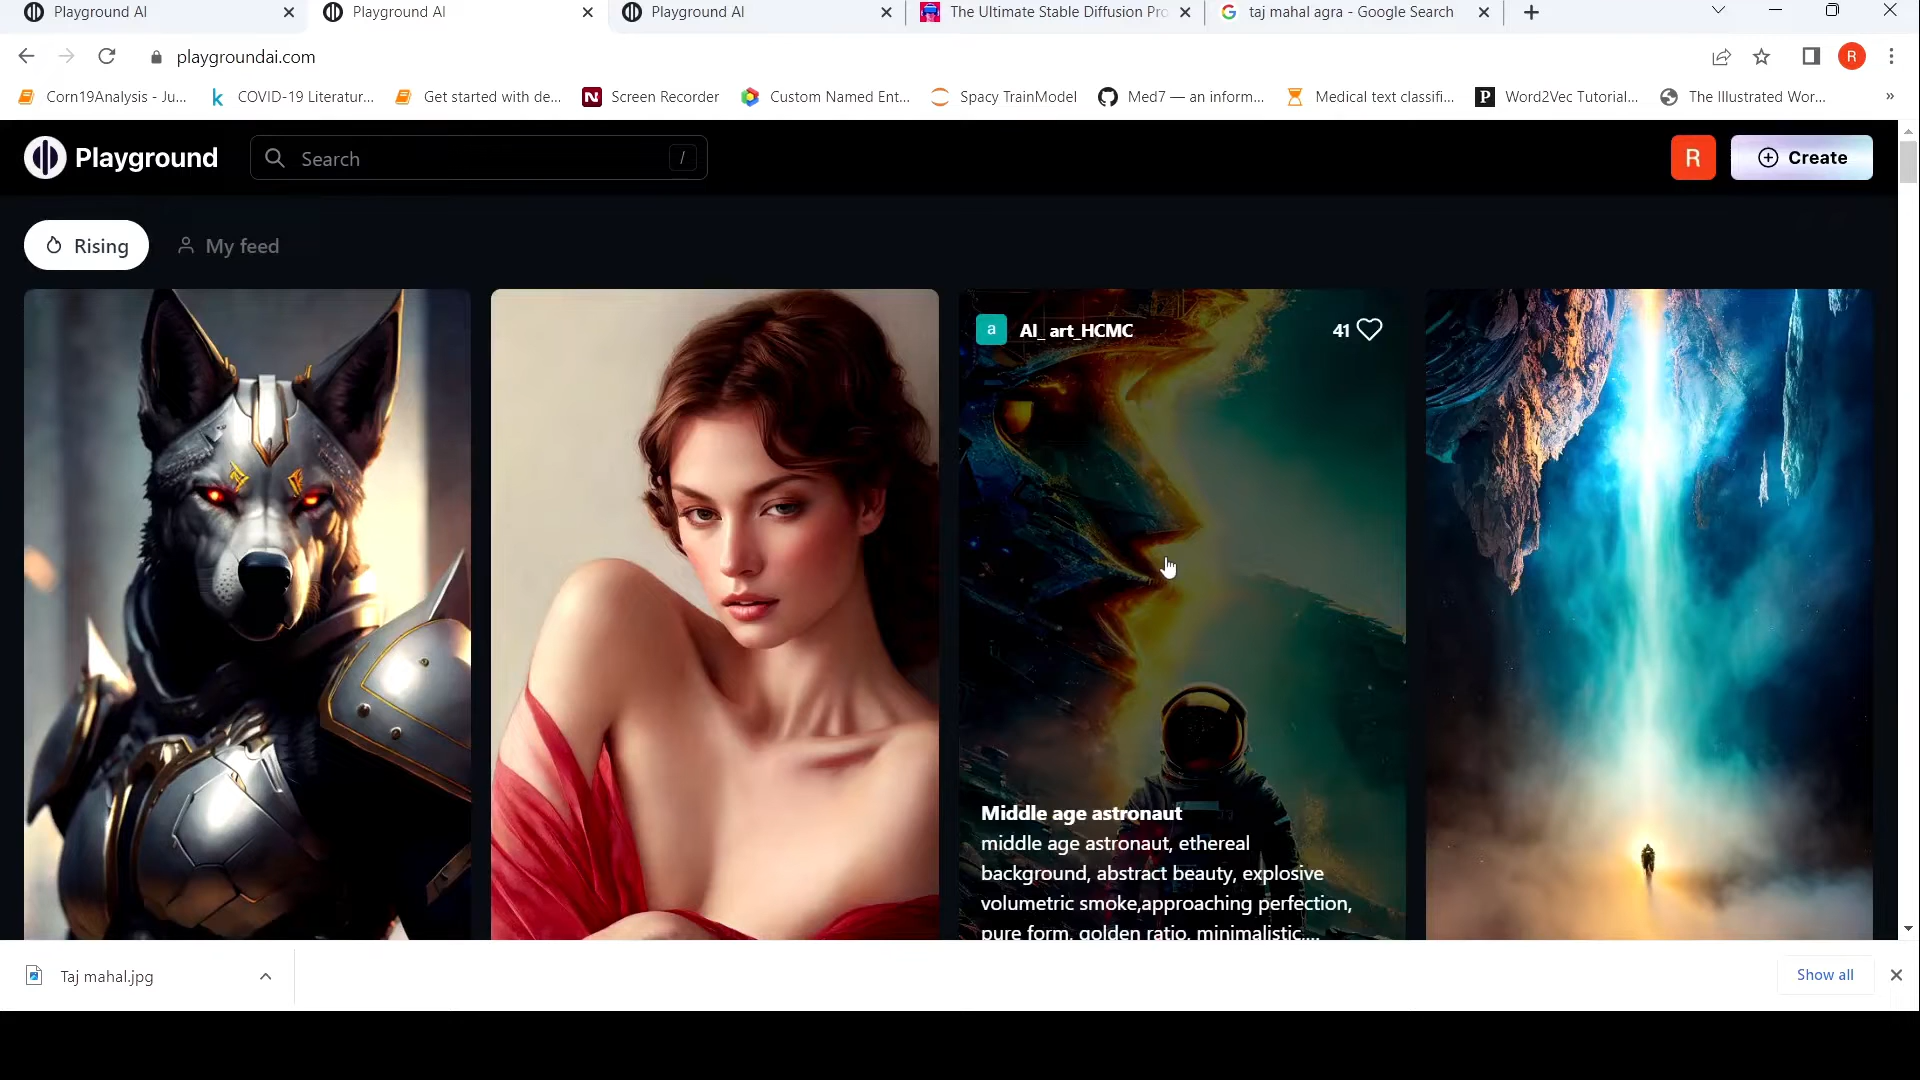 Playground AI
Playground AI
Playground AI
The Ultimate Stable Diffusion Pro
taj mahal agra - Google Search
playgroundai.com
R
Corn19Analysis - Ju...
COVID-19 Literatur...
Get started with de...
Screen Recorder
Custom Named Ent...
Spacy TrainModel
Med7 — an inform...
Medical text classifi...
Word2Vec Tutorial...
The Illustrated Wor...
»
Playground
Search
/
R
Create
Rising
My feed
a
AI_ art_HCMC
41
Middle age astronaut
middle age astronaut, ethereal
background, abstract beauty, explosive
volumetric smoke,approaching perfection,
pure form, golden ratio, minimalistic,...
Taj mahal.jpg
Show all